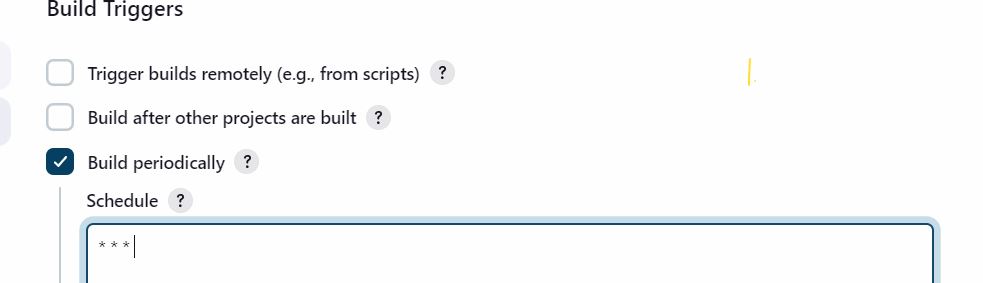 Build Triggers
Trigger builds remotely (e.g., from scripts) ?
Build after other projects are built ?
Build periodically ?
Schedule ?
* * *